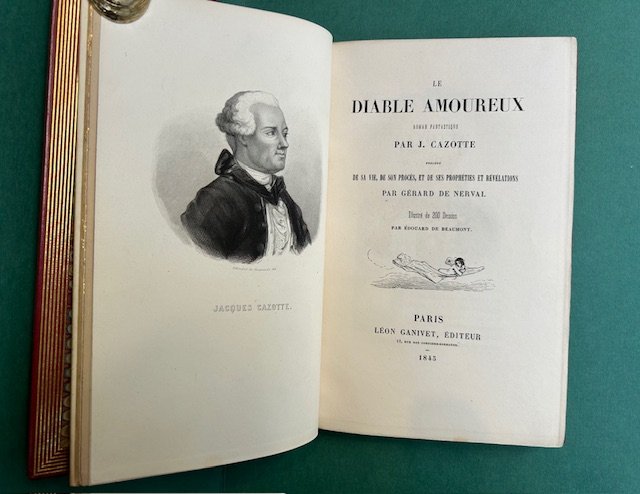 JACQUES CAZOTTE.
LE
DIABLE AMOUREUX
ROMAN FANTASTIQUE
PAR J. CAZOTTE
PRÉCÉDÉ
DE SA VIE, DE SON PROCÈS, ET DE SES PROPHÉTIES ET RÉVÉLATIONS
PAR GÉRARD DE NERVAL
Illustré de 200 Dessins
PAR ÉDOUARD DE BEAUMONT.
PARIS
LÉON GANIVET, ÉDITEUR
1845